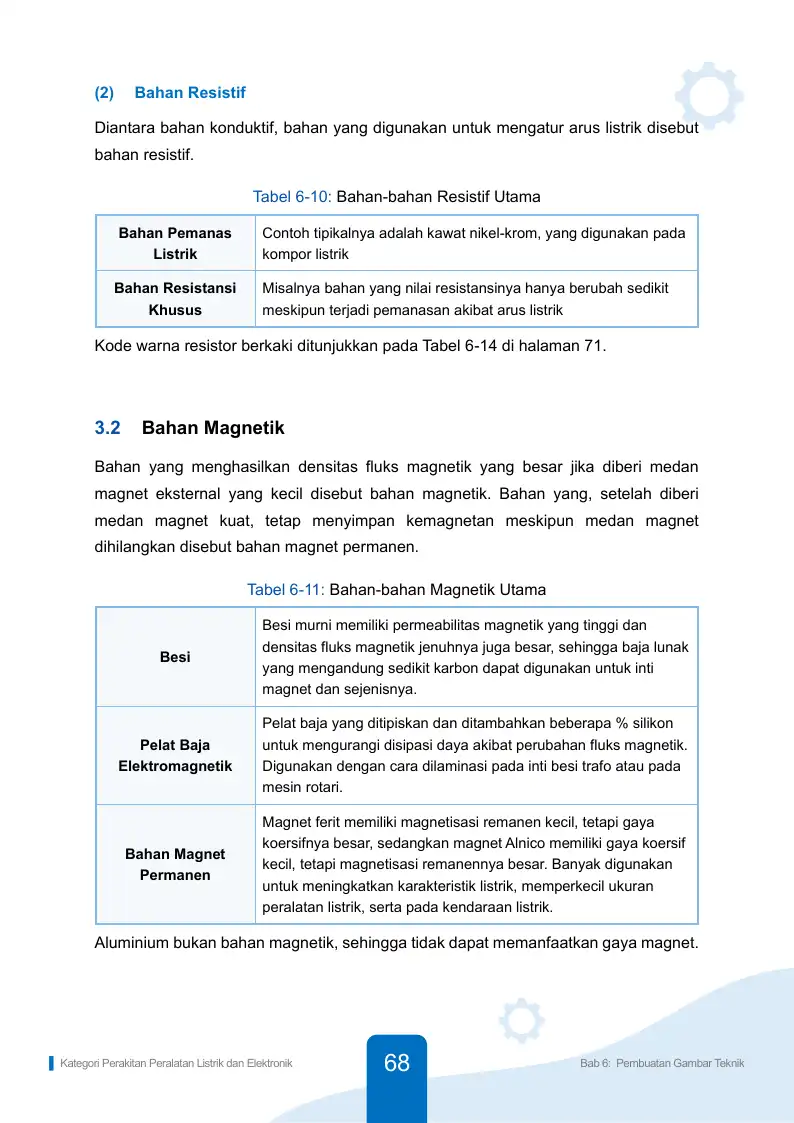 (2) Bahan Resistif
Diantara bahan konduktif, bahan yang digunakan untuk mengatur arus listrik disebut
bahan resistif.
Tabel 6-10: Bahan-bahan Resistif Utama
Bahan Pemanas
Listrik
Contoh tipikalnya adalah kawat nikel-krom, yang digunakan pada
kompor listrik
Bahan Resistansi
Khusus
Misalnya bahan yang nilai resistansinya hanya berubah sedikit
meskipun terjadi pemanasan akibat arus listrik
Kode warna resistor berkaki ditunjukkan pada Tabel 6-14 di halaman 71.
3.2 Bahan Magnetik
Bahan yang menghasilkan densitas fluks magnetik yang besar jika diberi medan
magnet eksternal yang kecil disebut bahan magnetik. Bahan yang, setelah diberi
medan magnet kuat, tetap menyimpan kemagnetan meskipun medan magnet
dihilangkan disebut bahan magnet permanen.
Tabel 6-11: Bahan-bahan Magnetik Utama
Besi
Besi murni memiliki permeabilitas magnetik yang tinggi dan
densitas fluks magnetik jenuhnya juga besar, sehingga baja lunak
yang mengandung sedikit karbon dapat digunakan untuk inti
magnet dan sejenisnya.
Pelat Baja
Elektromagnetik
Pelat baja yang ditipiskan dan ditambahkan beberapa % silikon
untuk mengurangi disipasi daya akibat perubahan fluks magnetik.
Digunakan dengan cara dilaminasi pada inti besi trafo atau pada
mesin rotari.
Bahan Magnet
Permanen
Magnet ferit memiliki magnetisasi remanen kecil, tetapi gaya
koersifnya besar, sedangkan magnet Alnico memiliki gaya koersif
kecil, tetapi magnetisasi remanennya besar. Banyak digunakan
untuk meningkatkan karakteristik listrik, memperkecil ukuran
peralatan listrik, serta pada kendaraan listrik.
Aluminium bukan bahan magnetik, sehingga tidak dapat memanfaatkan gaya magnet.
Kategori Perakitan Peralatan Listrik dan Elektronik
68
Bab 6: Pembuatan Gambar Teknik